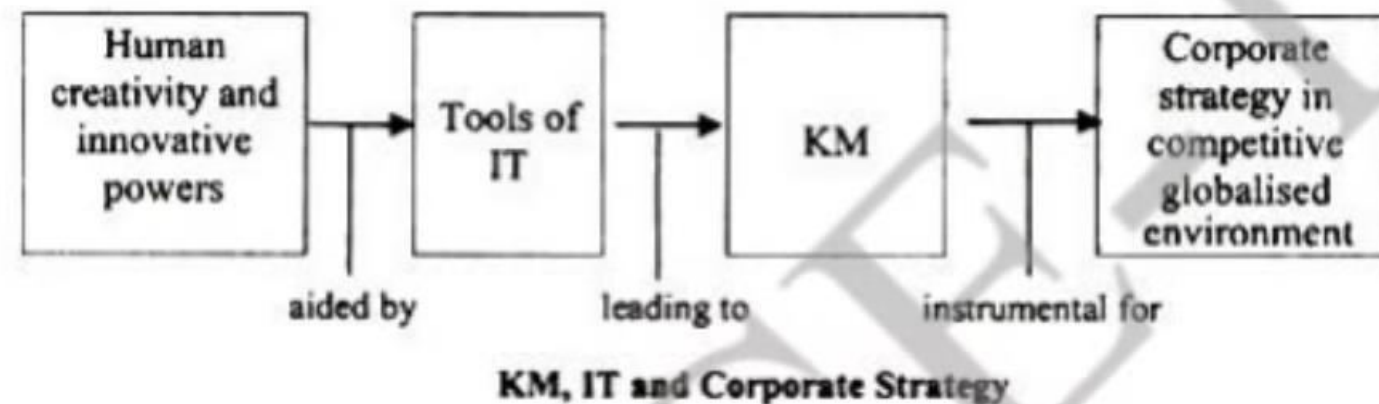 Human
creativity and
innovative
powers
Tools of
IT
KM
Corporate
strategy in
competitive
globalised
environment
aided by
leading to
instrumental for
KM, IT and Corporate Strategy